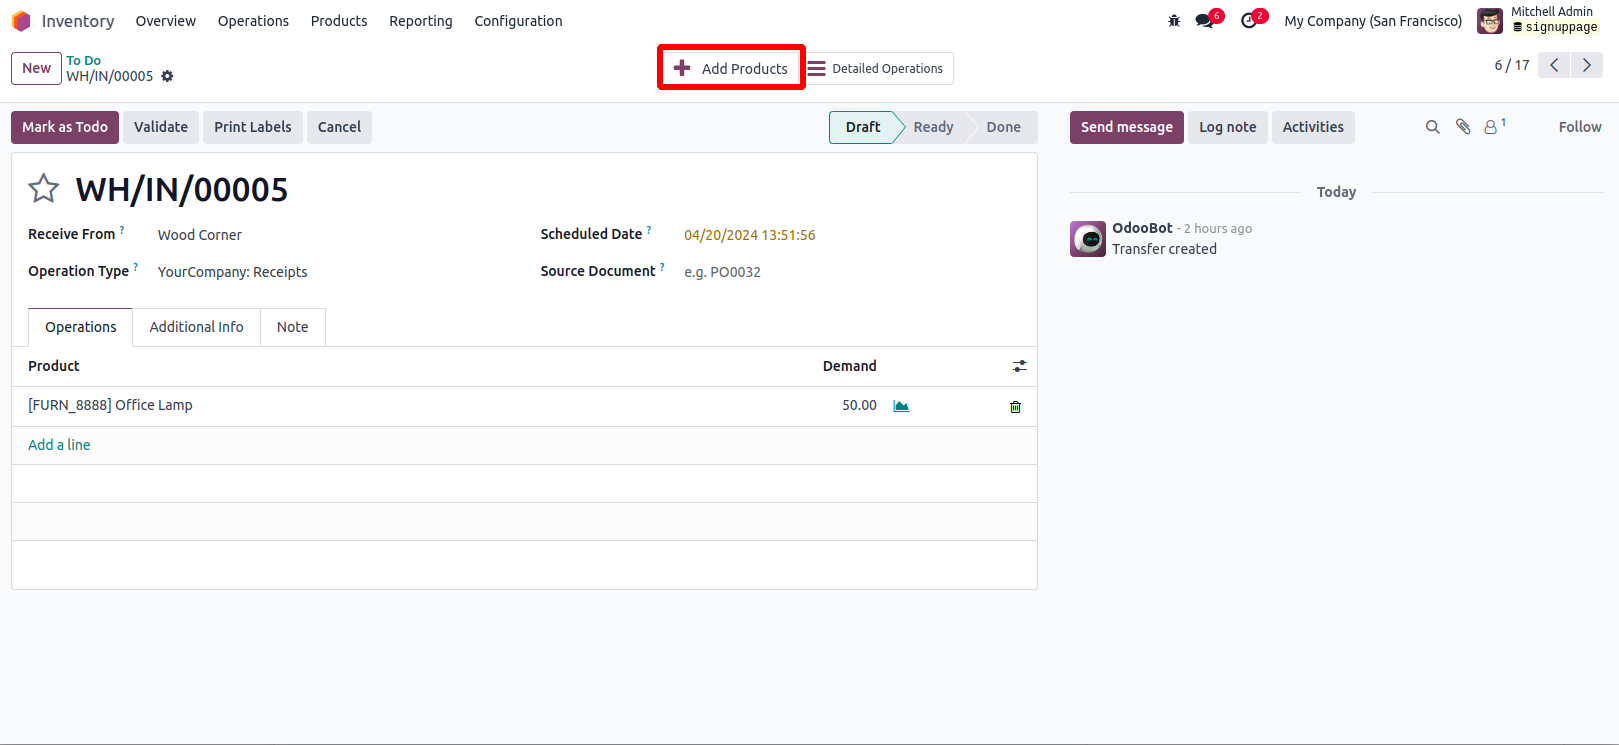 Inventory Overview Operations Products Reporting Configuration 6 2 My Company (San Francisco) Mitchell Admin
signuppage
New To Do
WH/IN/00005
Add Products Detailed Operations 6 / 17
Mark as Todo Validate Print Labels Cancel Draft Ready Done Send message Log note Activities 1 Follow
WH/IN/00005
Today
Receive From ? Wood Corner Scheduled Date ? 04/20/2024 13:51:56
OdooBot - 2 hours ago
Transfer created
Operation Type ? YourCompany: Receipts Source Document ? e.g. PO0032
Operations Additional Info Note
Product Demand
[FURN_8888] Office Lamp 50.00
Add a line